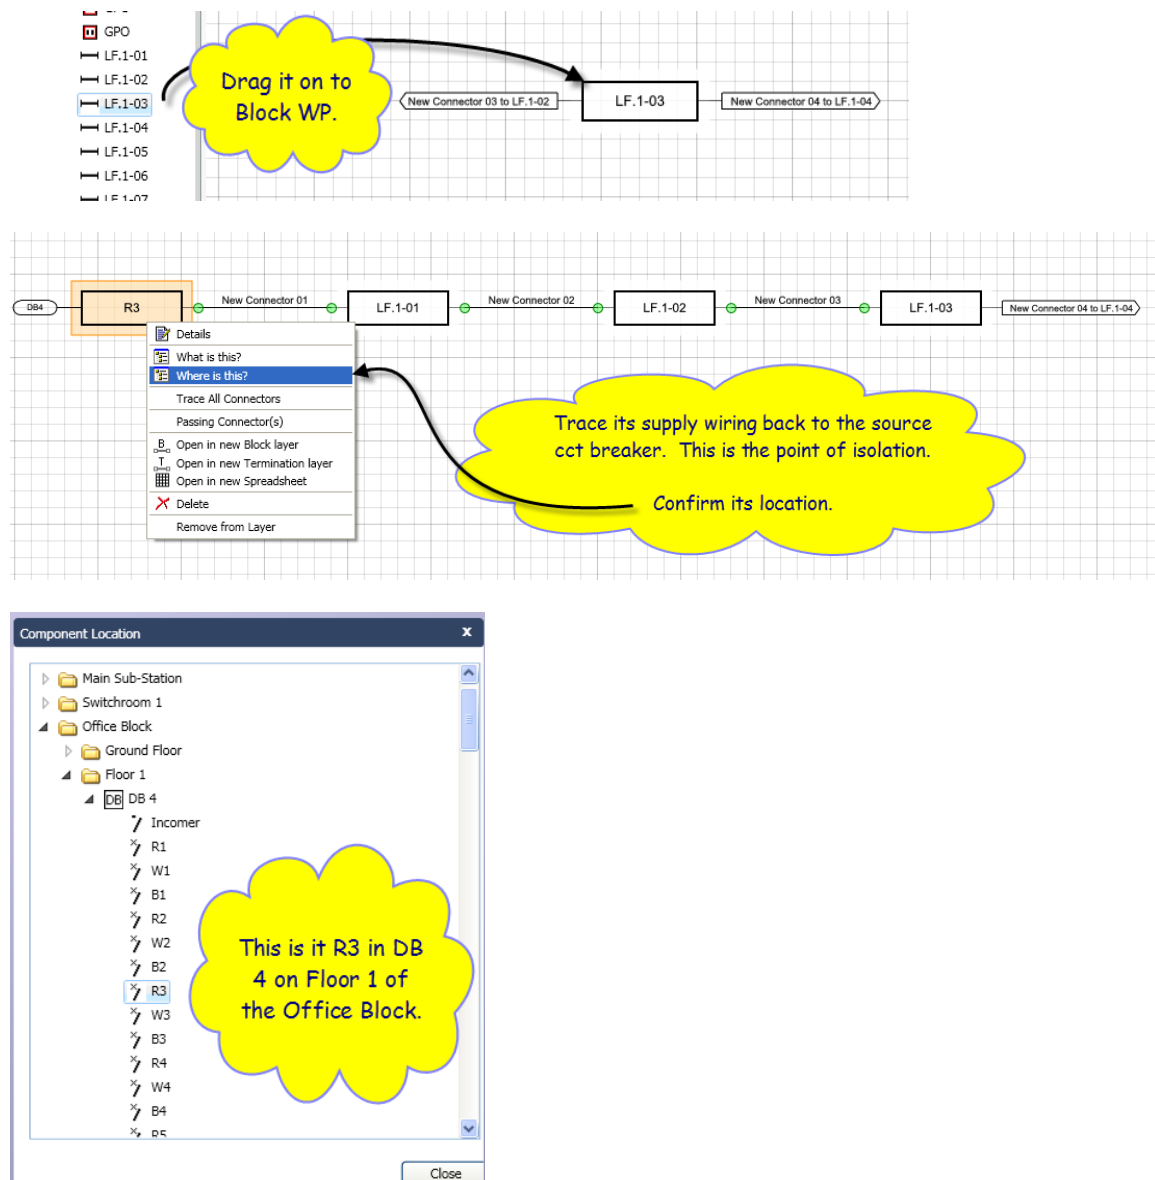 GPO
LF.1-01
LF.1-02
LF.1-03
LF.1-04
LF.1-05
LF.1-06
LF.1-07
Drag it on to
Block WP.
New Connector 03 to LF.1-02
LF.1-03
New Connector 04 to LF.1-04
DB4
R3
New Connector 01
LF.1-01
New Connector 02
LF.1-02
New Connector 03
LF.1-03
New Connector 04 to LF.1-04
Details
What is this?
Where is this?
Trace All Connectors
Passing Connector(s)
Open in new Block layer
Open in new Termination layer
Open in new Spreadsheet
Delete
Remove from Layer
Trace its supply wiring back to the source
cct breaker. This is the point of isolation.
Confirm its location.
Component Location
x
Main Sub-Station
Switchroom 1
Office Block
Ground Floor
Floor 1
DB DB 4
Incomer
R1
W1
B1
R2
W2
B2
R3
W3
B3
R4
W4
B4
R5
This is it R3 in DB
4 on Floor 1 of
the Office Block.
Close